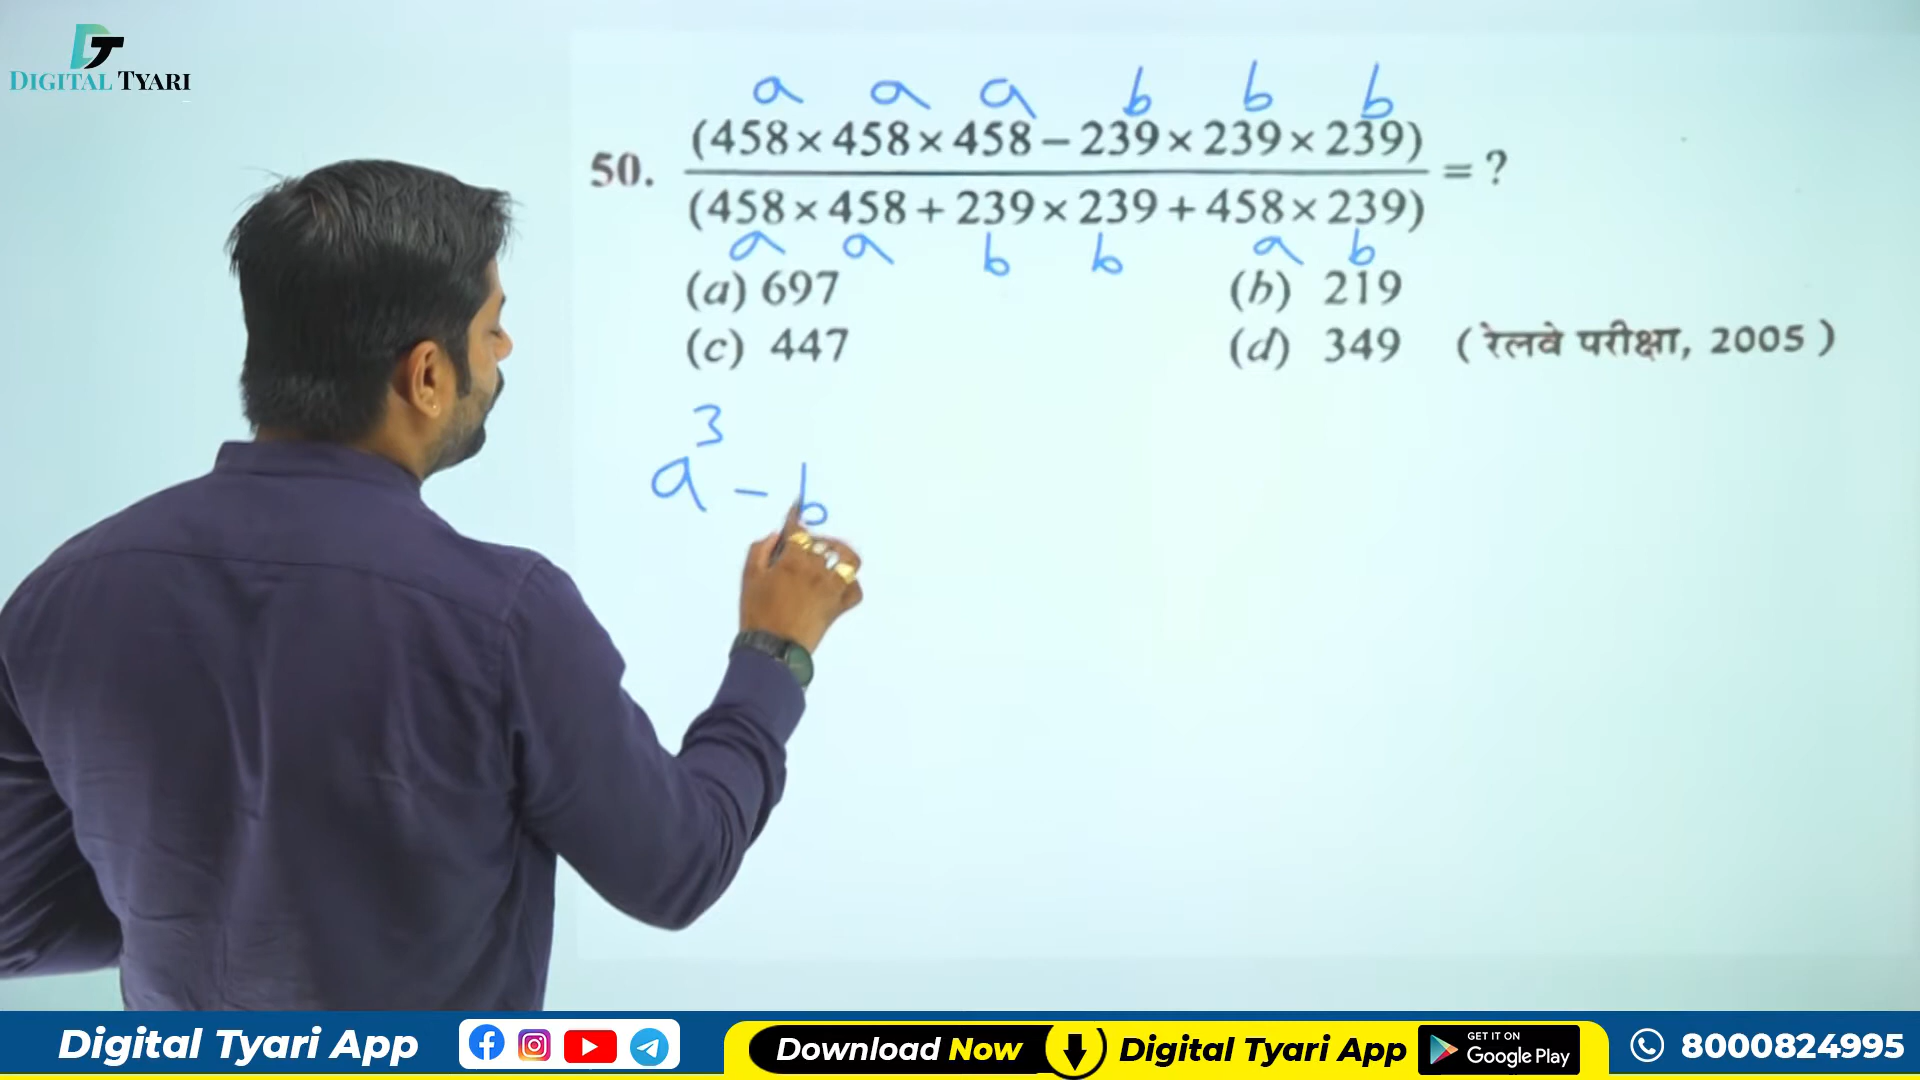 DT
DIGITAL TYARI
a a a b b b
50. (458 × 458 × 458 − 239 × 239 × 239)
(458 × 458 + 239 × 239 + 458 × 239) = ?
a a b b a b
(a) 697 (b) 219
(c) 447 (d) 349 (रेलवे परीक्षा, 2005)
a³ − b
Digital Tyari App
Download Now
Digital Tyari App
GET IT ON
Google Play
8000824995